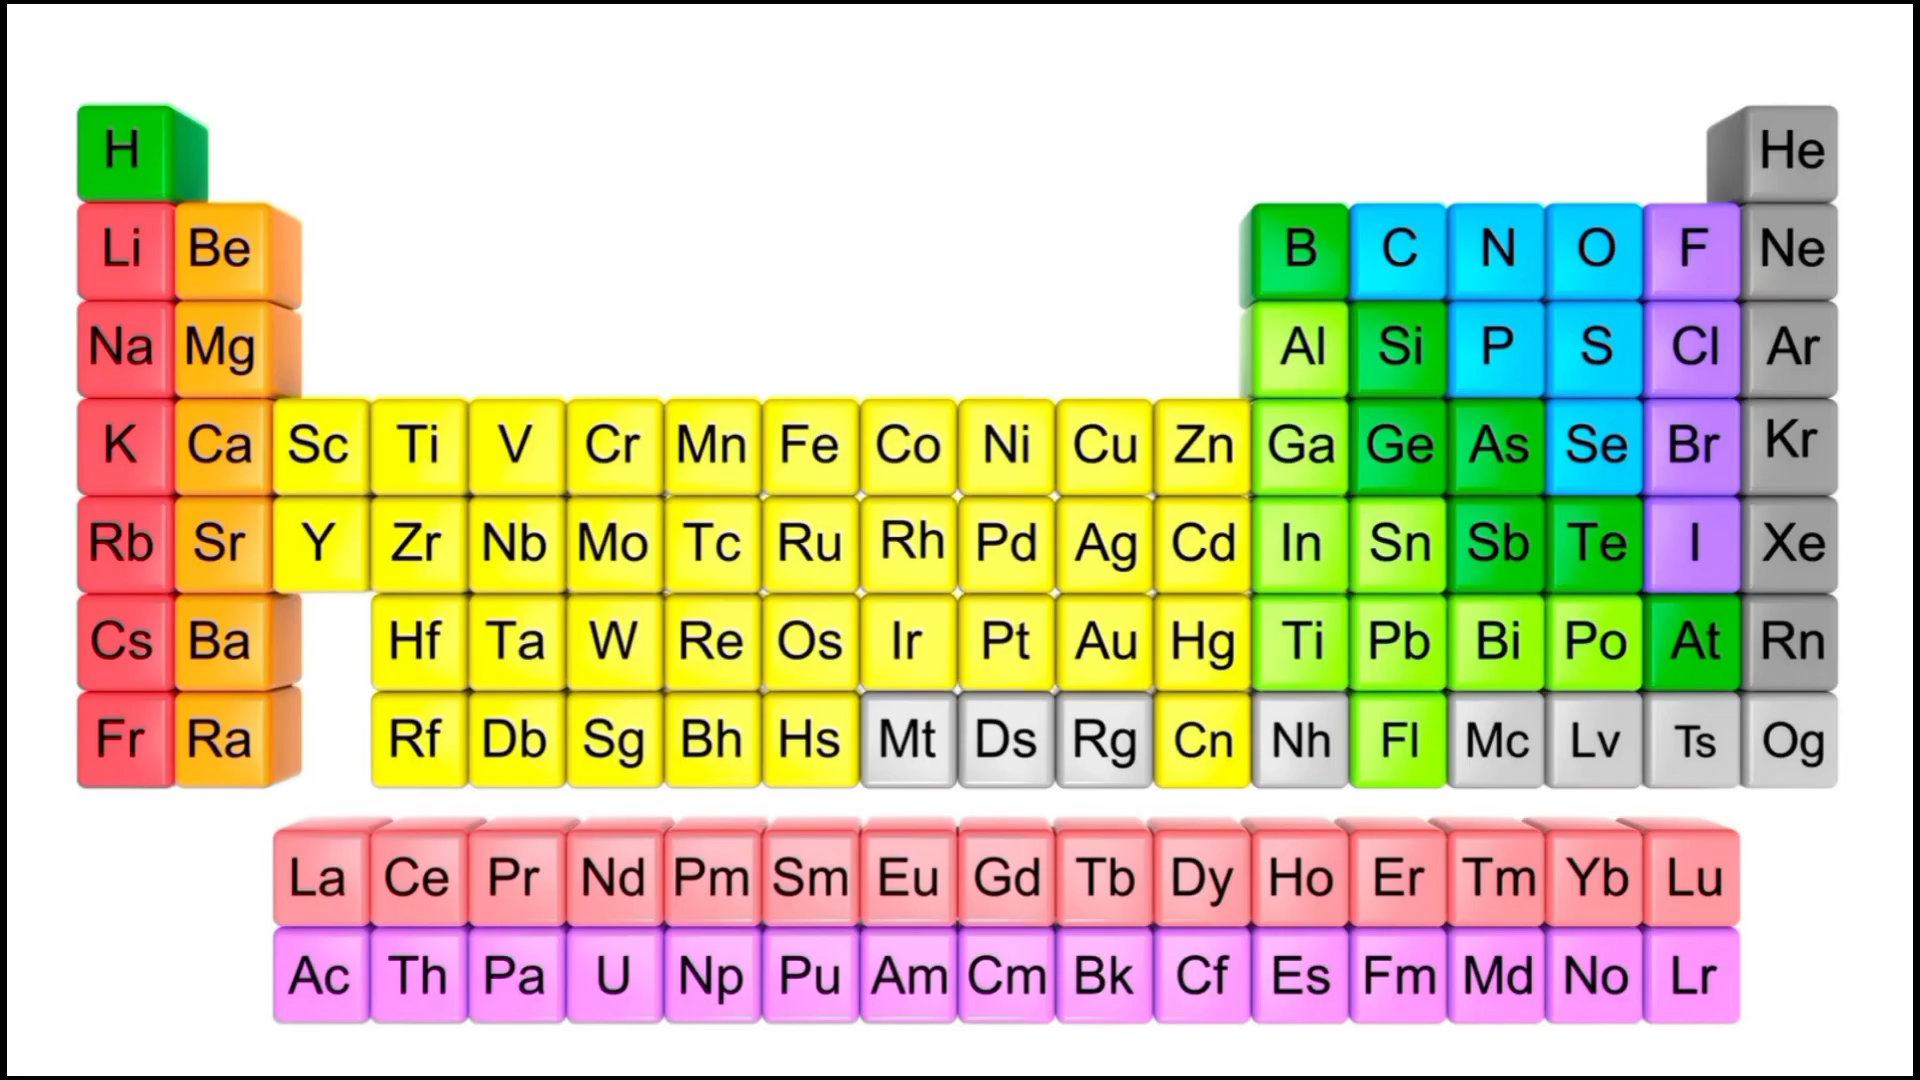 H He
Li Be B C N O F Ne
Na Mg Al Si P S Cl Ar
K Ca Sc Ti V Cr Mn Fe Co Ni Cu Zn Ga Ge As Se Br Kr
Rb Sr Y Zr Nb Mo Tc Ru Rh Pd Ag Cd In Sn Sb Te I Xe
Cs Ba Hf Ta W Re Os Ir Pt Au Hg Ti Pb Bi Po At Rn
Fr Ra Rf Db Sg Bh Hs Mt Ds Rg Cn Nh Fl Mc Lv Ts Og
La Ce Pr Nd Pm Sm Eu Gd Tb Dy Ho Er Tm Yb Lu
Ac Th Pa U Np Pu Am Cm Bk Cf Es Fm Md No Lr